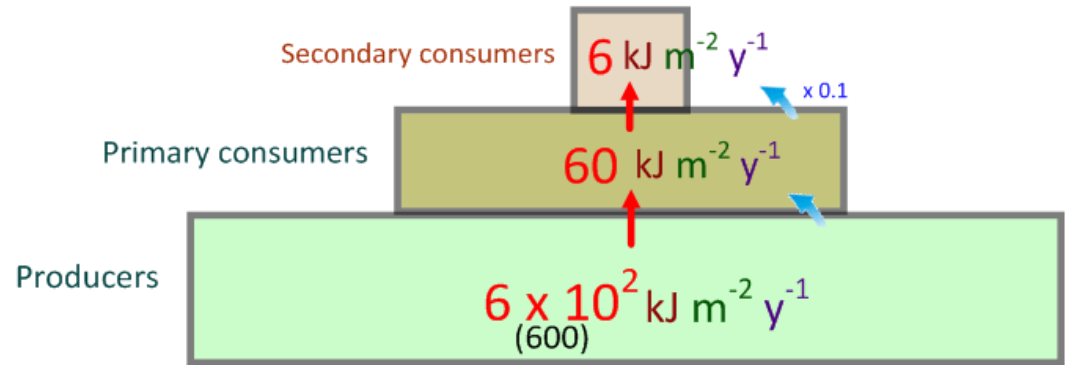 Secondary consumers 6 kJ m⁻² y⁻¹
x 0.1
Primary consumers 60 kJ m⁻² y⁻¹
Producers 6 x 10² kJ m⁻² y⁻¹
(600)